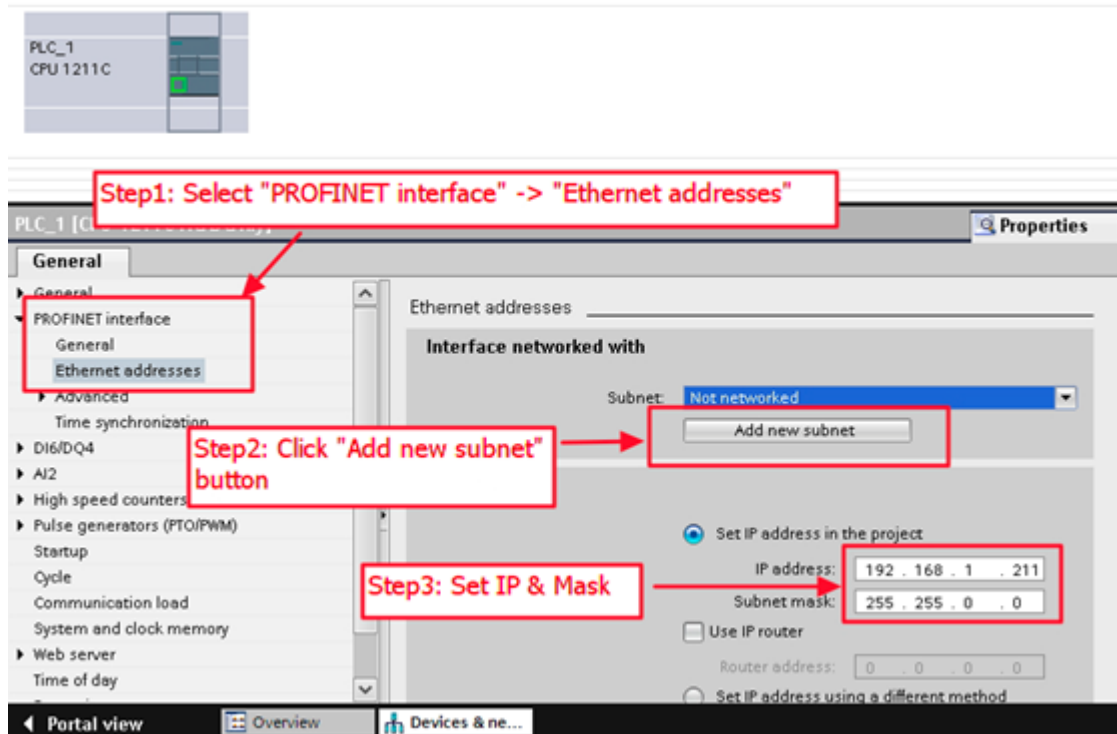 PLC_1
CPU 1211C
Step1: Select "PROFINET interface" -> "Ethernet addresses"
PLC_1
Properties
General
General
PROFINET interface
General
Ethernet addresses
Advanced
Time synchronization
DI6/DQ4
AI2
High speed counters
Pulse generators (PTO/PWM)
Startup
Cycle
Communication load
System and clock memory
Web server
Time of day
Ethernet addresses
Interface networked with
Subnet: Not networked
Add new subnet
Step2: Click "Add new subnet"
button
Set IP address in the project
IP address: 192 . 168 . 1 . 211
Step3: Set IP & Mask
Subnet mask: 255 . 255 . 0 . 0
Use IP router
Router address: 0 . 0 . 0 . 0
Set IP address using a different method
Portal view
Overview
Devices & ne...